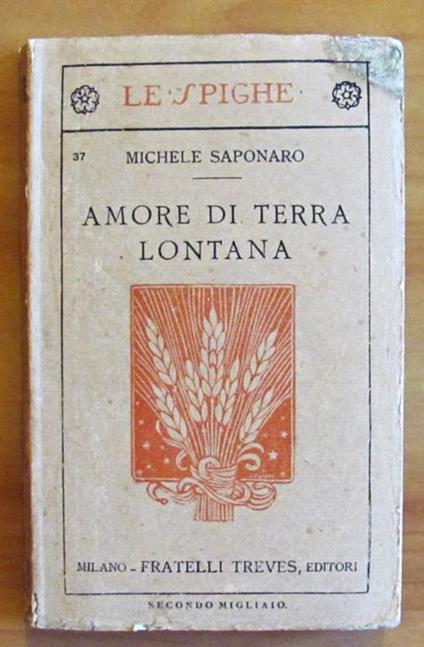 LE SPIGHE
37 MICHELE SAPONARO
AMORE DI TERRA
LONTANA
MILANO - FRATELLI TREVES, EDITORI
SECONDO MIGLIAIO.